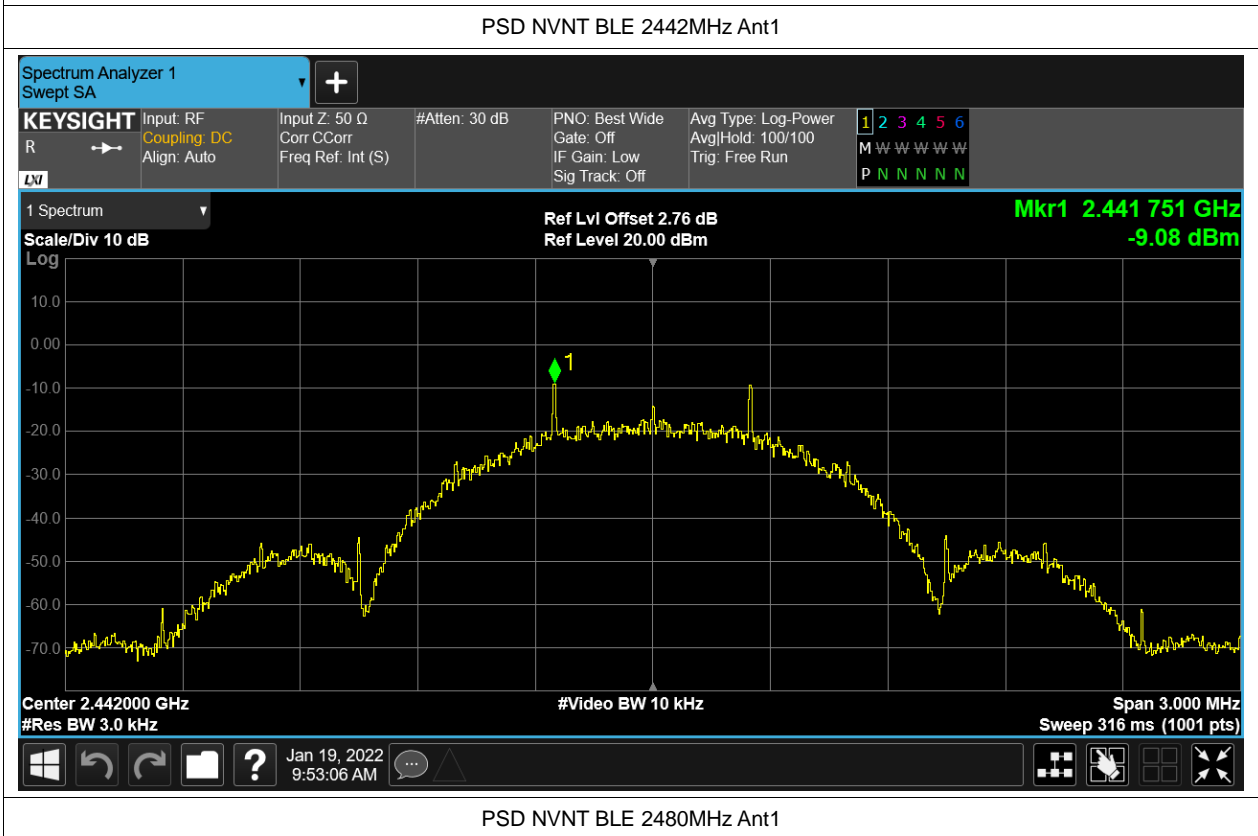 PSD NVNT BLE 2442MHz Ant1
Spectrum Analyzer 1
Swept SA
+
KEYSIGHT Input: RF Input Z: 50 Ω #Atten: 30 dB PNO: Best Wide Avg Type: Log-Power 1 2 3 4 5 6
R Coupling: DC Corr CCorr Gate: Off Avg|Hold: 100/100 M W W W W W W
Align: Auto Freq Ref: Int (S) IF Gain: Low Trig: Free Run
LXI Sig Track: Off P N N N N N
1 Spectrum Ref Lvl Offset 2.76 dB Mkr1 2.441 751 GHz
Scale/Div 10 dB Ref Level 20.00 dBm -9.08 dBm
Log
10.0
0.00
1
-10.0
-20.0
-30.0
-40.0
-50.0
-60.0
-70.0
Center 2.442000 GHz #Video BW 10 kHz Span 3.000 MHz
#Res BW 3.0 kHz Sweep 316 ms (1001 pts)
? Jan 19, 2022
9:53:06 AM
PSD NVNT BLE 2480MHz Ant1